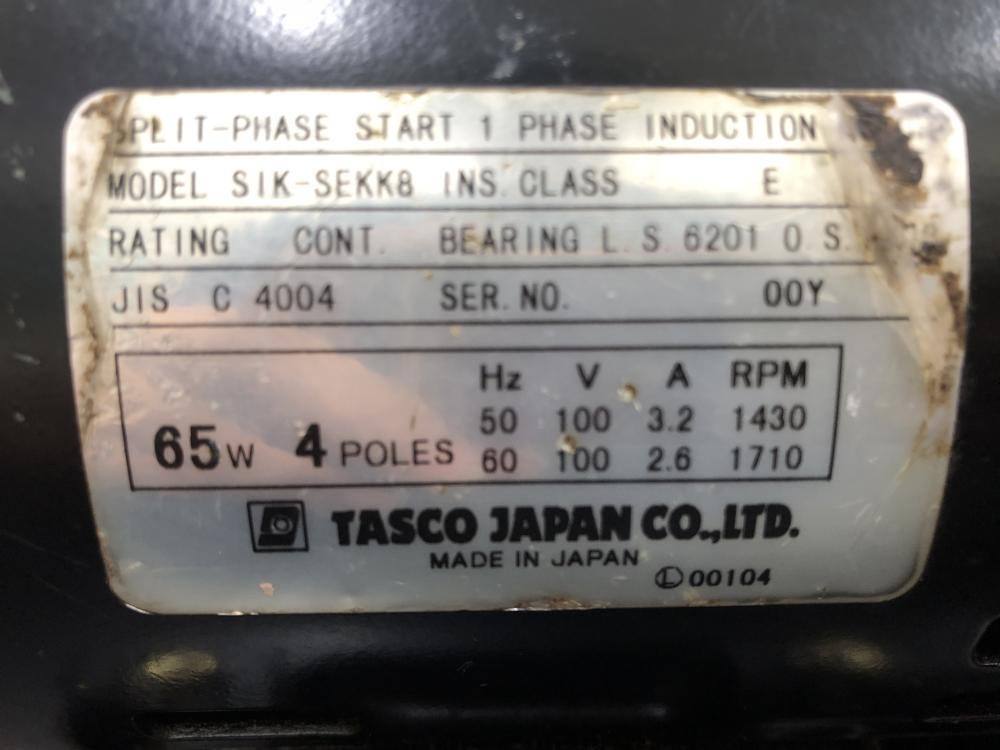 SPLIT-PHASE START 1 PHASE INDUCTION
MODEL SIK-SEKK8 INS. CLASS E
RATING CONT. BEARING L. S. 6201 O. S.
JIS C 4004 SER. NO. 00Y
Hz V A RPM
50 100 3.2 1430
65W 4 POLES 60 100 2.6 1710
TASCO JAPAN CO.,LTD.
MADE IN JAPAN
Ⓛ00104